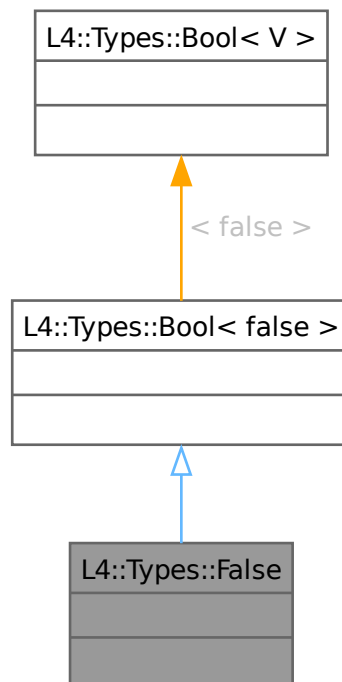 L4::Types::Bool< V >
< false >
L4::Types::Bool< false >
L4::Types::False